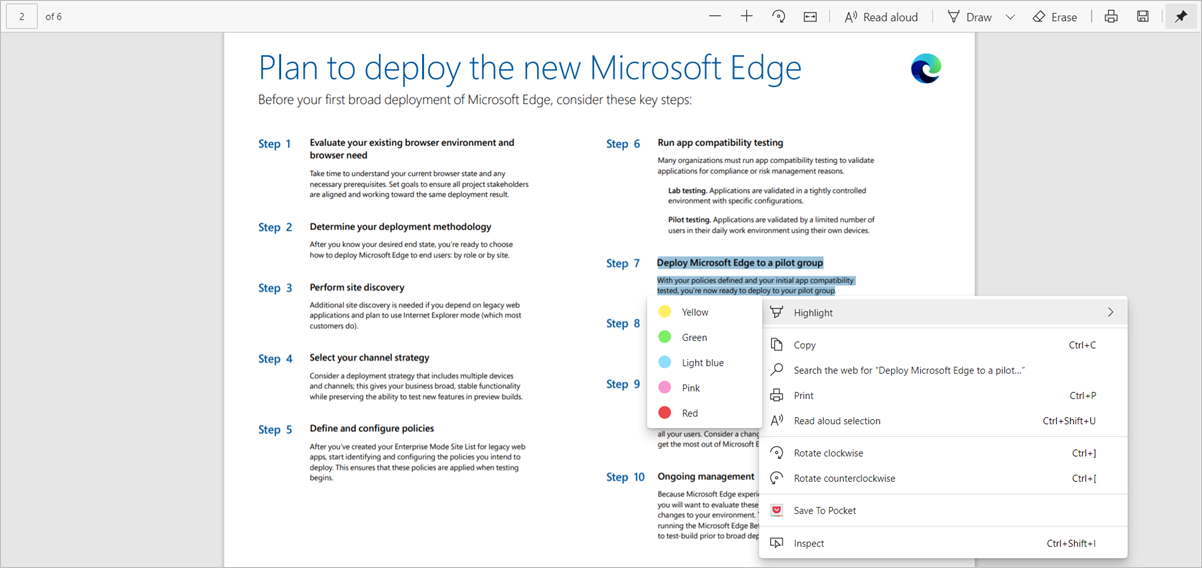 2 of 6
Read aloud
Draw
Erase
Plan to deploy the new Microsoft Edge
Before your first broad deployment of Microsoft Edge, consider these key steps:
Step 1
Evaluate your existing browser environment and
browser need
Take time to understand your current browser state and any
necessary prerequisites. Set goals to ensure all project stakeholders
are aligned and working toward the same deployment result.
Step 2
Determine your deployment methodology
After you know your desired end state, you're ready to choose
how to deploy Microsoft Edge to end users: by role or by site.
Step 3
Perform site discovery
Additional site discovery is needed if you depend on legacy web
applications and plan to use Internet Explorer mode (which most
customers do).
Step 4
Select your channel strategy
Consider a deployment strategy that includes multiple devices
and channels; this gives your business broad, stable functionality
while preserving the ability to test new features in preview builds.
Step 5
Define and configure policies
After you've created your Enterprise Mode Site List for legacy web
apps, start identifying and configuring the policies you intend to
deploy. This ensures that these policies are applied when testing
begins.
Step 6
Run app compatibility testing
Many organizations must run app compatibility testing to validate
applications for compliance or risk management reasons.
Lab testing. Applications are validated in a tightly controlled
environment with specific configurations.
Pilot testing. Applications are validated by a limited number of
users in their daily work environment using their own devices.
Step 7
Deploy Microsoft Edge to a pilot group
With your policies defined and your initial app compatibility
tested, you're now ready to deploy to your pilot group.
Step 8
Step 9
all your users. Consider a chang
get the most out of Microsoft E
Step 10
Ongoing management
Because Microsoft Edge experi
you will want to evaluate these
changes to your environment.
running the Microsoft Edge Bet
to test-build prior to broad dep
Yellow
Green
Light blue
Pink
Red
Highlight
Copy Ctrl+C
Search the web for "Deploy Microsoft Edge to a pilot..."
Print Ctrl+P
Read aloud selection Ctrl+Shift+U
Rotate clockwise Ctrl+]
Rotate counterclockwise Ctrl+[
Save To Pocket
Inspect Ctrl+Shift+I